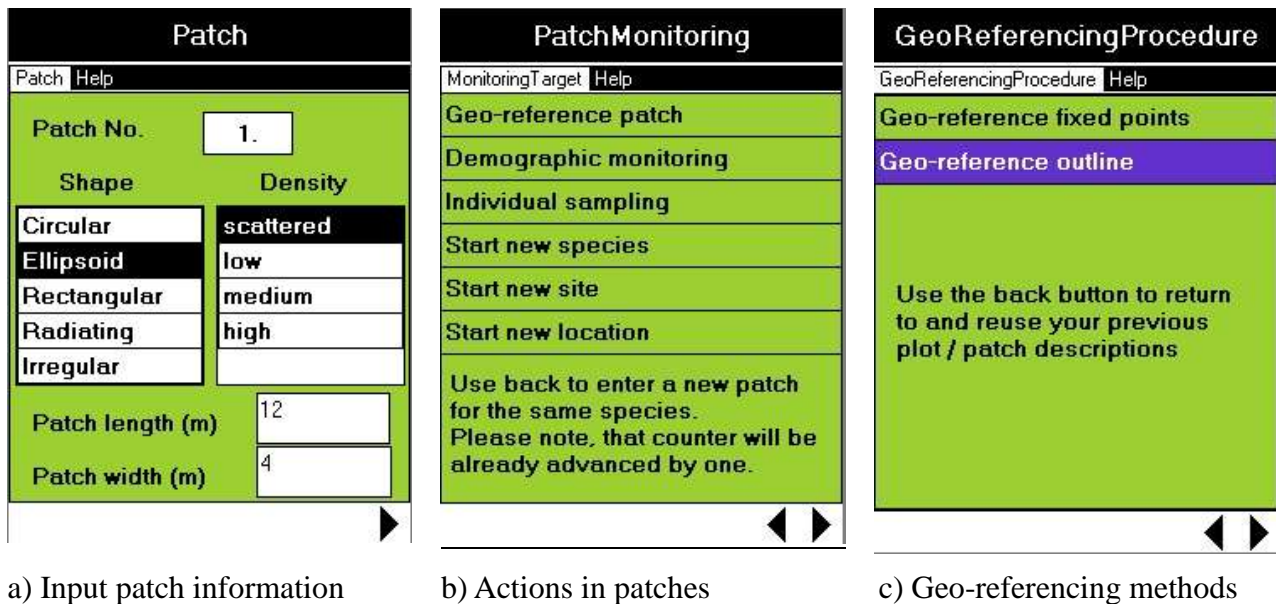 Patch
Patch Help
Patch No.
1.
Shape Density
Circular scattered
Ellipsoid low
Rectangular medium
Radiating high
Irregular
Patch length (m) 12
Patch width (m) 4
a) Input patch information
PatchMonitoring
MonitoringTarget Help
Geo-reference patch
Demographic monitoring
Individual sampling
Start new species
Start new site
Start new location
Use back to enter a new patch
for the same species.
Please note, that counter will be
already advanced by one.
b) Actions in patches
GeoReferencingProcedure
GeoReferencingProcedure Help
Geo-reference fixed points
Geo-reference outline
Use the back button to return
to and reuse your previous
plot / patch descriptions
c) Geo-referencing methods